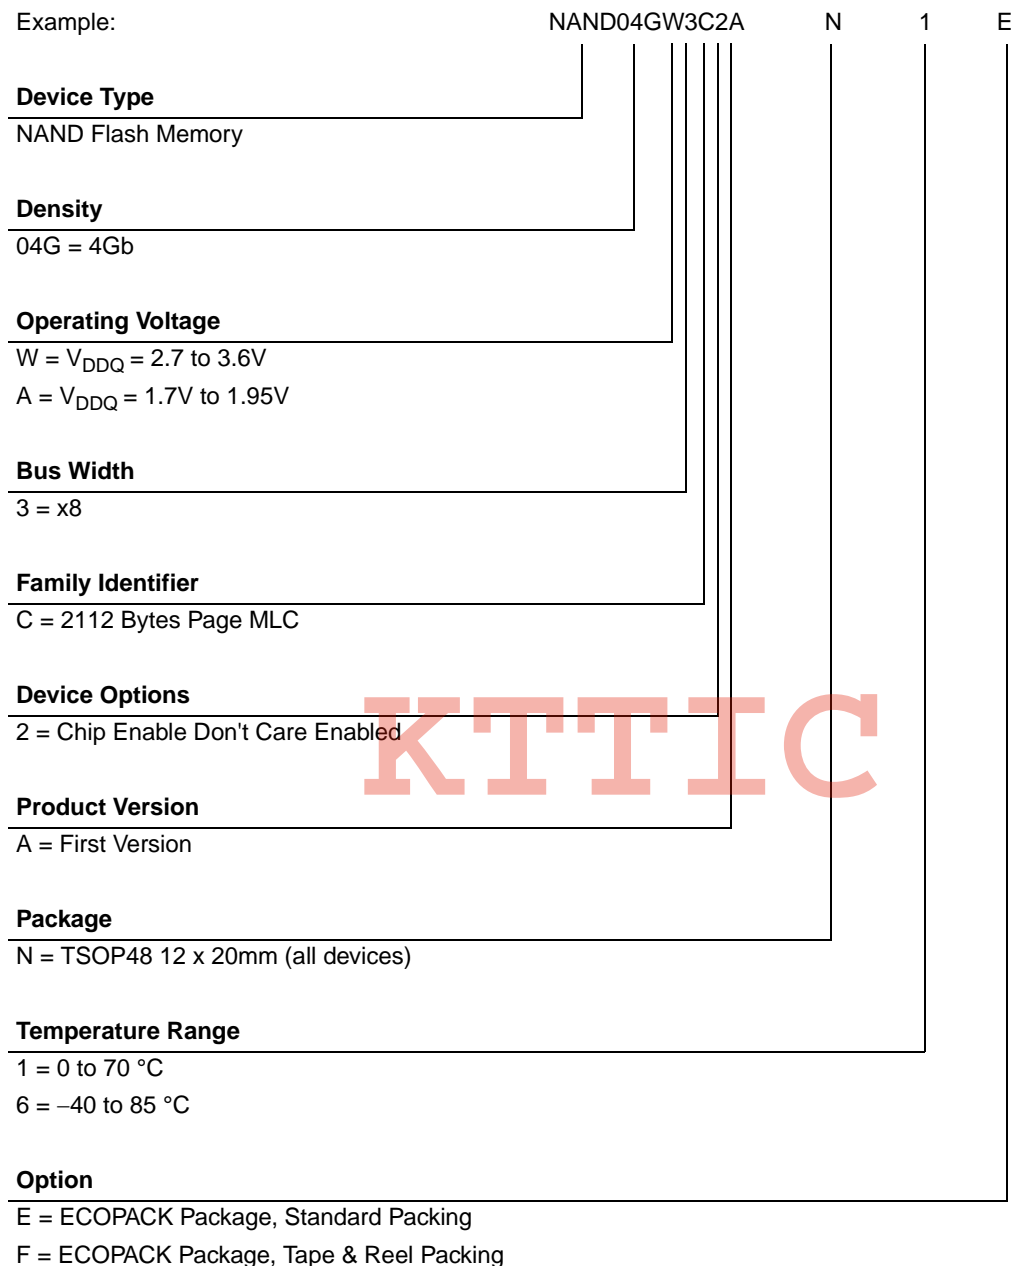 Example: NAND04GW3C2A N 1 E
Device Type
NAND Flash Memory
Density
04G = 4Gb
Operating Voltage
W = VDDQ = 2.7 to 3.6V
A = VDDQ = 1.7V to 1.95V
Bus Width
3 = x8
Family Identifier
C = 2112 Bytes Page MLC
Device Options
2 = Chip Enable Don't Care Enabled
KTTIC
Product Version
A = First Version
Package
N = TSOP48 12 x 20mm (all devices)
Temperature Range
1 = 0 to 70 °C
6 = −40 to 85 °C
Option
E = ECOPACK Package, Standard Packing
F = ECOPACK Package, Tape & Reel Packing